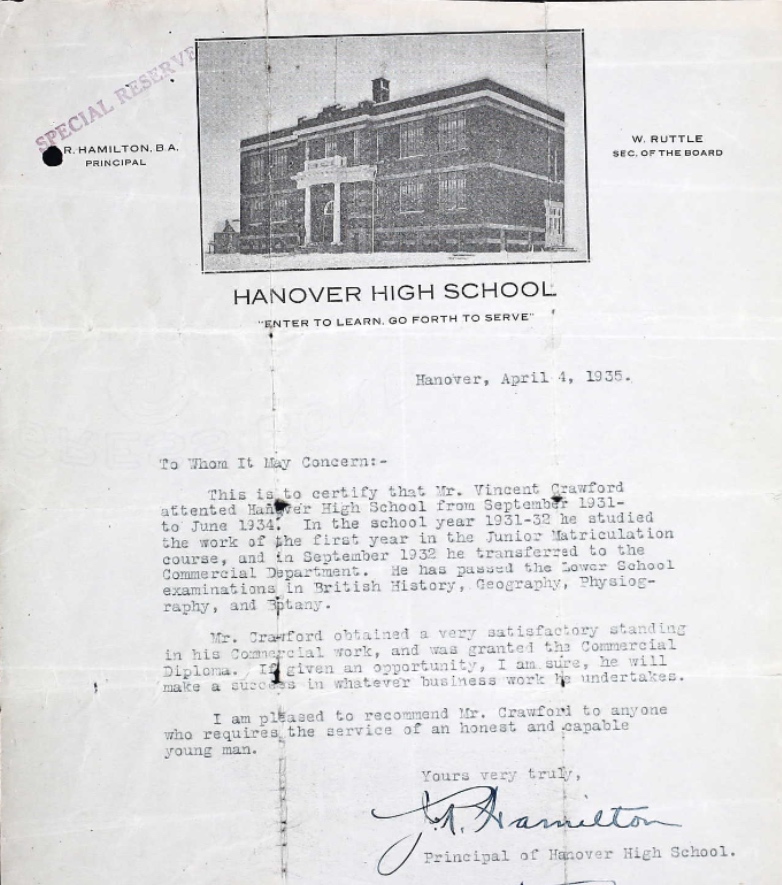 SPECIAL RESERVE
R. HAMILTON, B.A.
PRINCIPAL
W. RUTTLE
SEC. OF THE BOARD
HANOVER HIGH SCHOOL
"ENTER TO LEARN, GO FORTH TO SERVE"
Hanover, April 4, 1935.
To Whom It May Concern:-
This is to certify that Mr. Vincent Crawford
attented Hanover High School from September 1931-
to June 1934. In the school year 1931-32 he studied
the work of the first year in the Junior Matriculation
course, and in September 1932 he transferred to the
Commercial Department. He has passed the Lower School
examinations in British History, Geography, Physiog-
raphy, and Botany.
Mr. Crawford obtained a very satisfactory standing
in his Commercial work, and was granted the Commercial
Diploma. If given an opportunity, I am sure, he will
make a success in whatever business work he undertakes.
I am pleased to recommend Mr. Crawford to anyone
who requires the service of an honest and capable
young man.
Yours very truly,
J.R. Hamilton
Principal of Hanover High School.